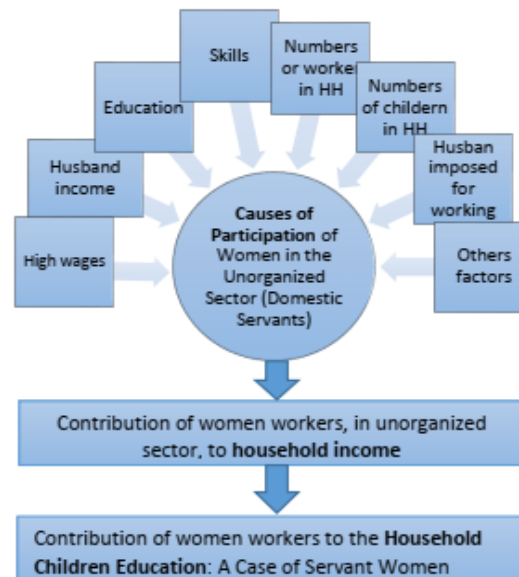 Skills
Numbers
or worker
in HH
Education
Numbers
of childern
in HH
Husband
income
Husban
imposed for
working
High wages
Others
factors
Causes of
Participation of
Women in the
Unorganized
Sector (Domestic
Servants)
Contribution of women workers, in unorganized
sector, to household income
Contribution of women workers to the Household
Children Education: A Case of Servant Women